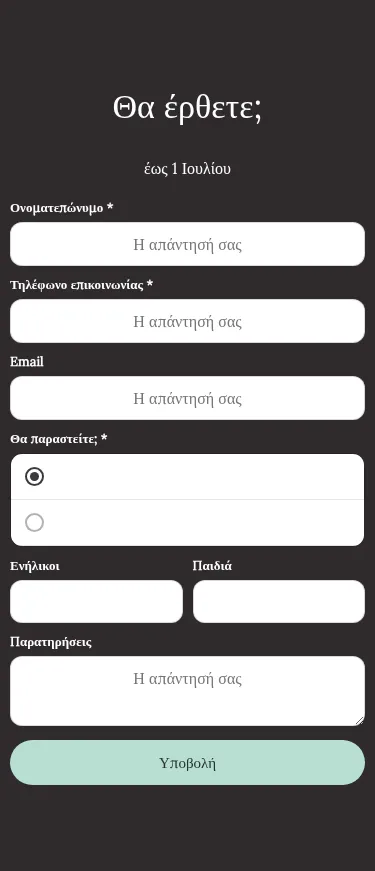 Θα έρθετε;
έως 1 Ιουλίου
Ονοματεπώνυμο *
Η απάντησή σας
Τηλέφωνο επικοινωνίας *
Η απάντησή σας
Email
Η απάντησή σας
Θα παραστείτε; *
Ενήλικοι
Παιδιά
Παρατηρήσεις
Η απάντησή σας
Υποβολή